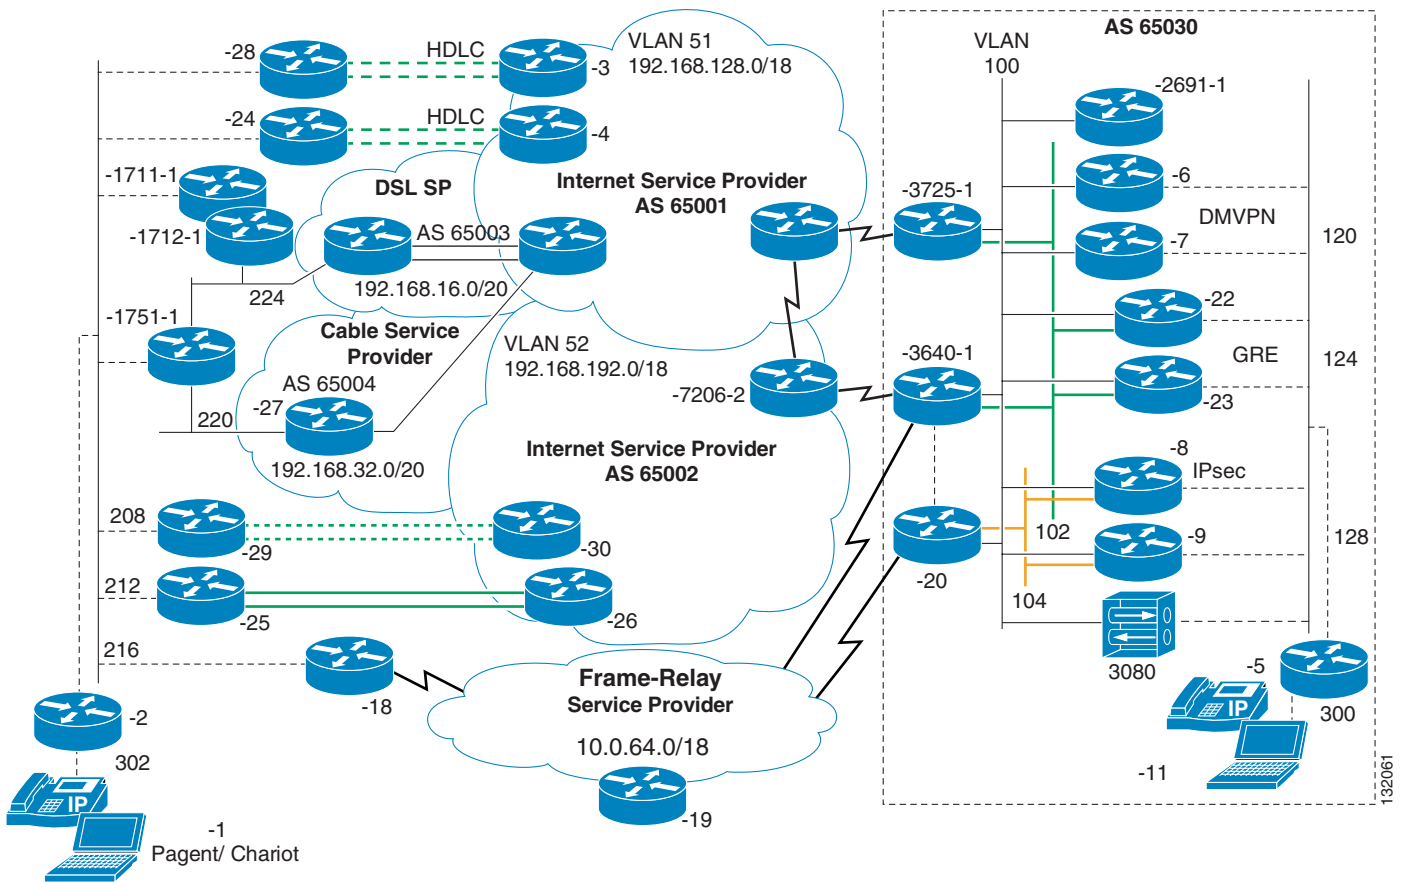 -28
HDLC
-3
VLAN 51
192.168.128.0/18
VLAN
100
AS 65030
-2691-1
-24
HDLC
-4
-1711-1
DSL SP
Internet Service Provider
AS 65001
-3725-1
-6
DMVPN
-7
120
-1712-1
AS 65003
192.168.16.0/20
224
-1751-1
Cable Service
Provider
VLAN 52
192.168.192.0/18
-22
GRE
124
-3640-1
-7206-2
-23
AS 65004
-27
220
192.168.32.0/20
Internet Service Provider
AS 65002
-8
IPsec
208
-29
-30
102
-9
128
-20
104
212
-25
-26
216
-18
Frame-Relay
Service Provider
10.0.64.0/18
-19
3080
-5
IP
300
-11
-2
302
IP
-1
Pagent/ Chariot
132061